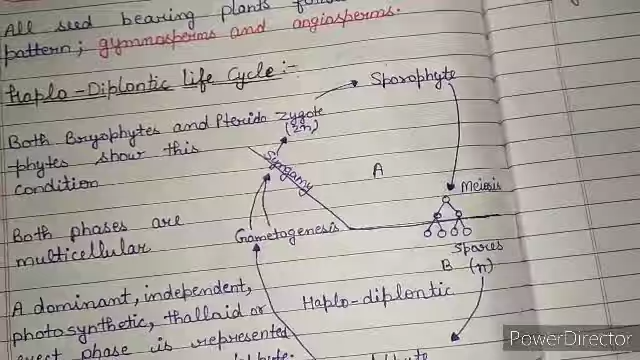 All seed bearing plants
pattern; gymnosperms and angiosperms.
Haplo-Diplontic Life Cycle:-
Both Bryophytes and Pterido
-phytes show this
condition
Both phases are
multicellular
A dominant, independent,
photosynthetic, thalloid or
erect phase is represented
Sporophyte
Zygote
(2n)
Syngamy
A
Meiosis
Gametogenesis
Spores
B (n)
Haplo-diplontic
PowerDirector